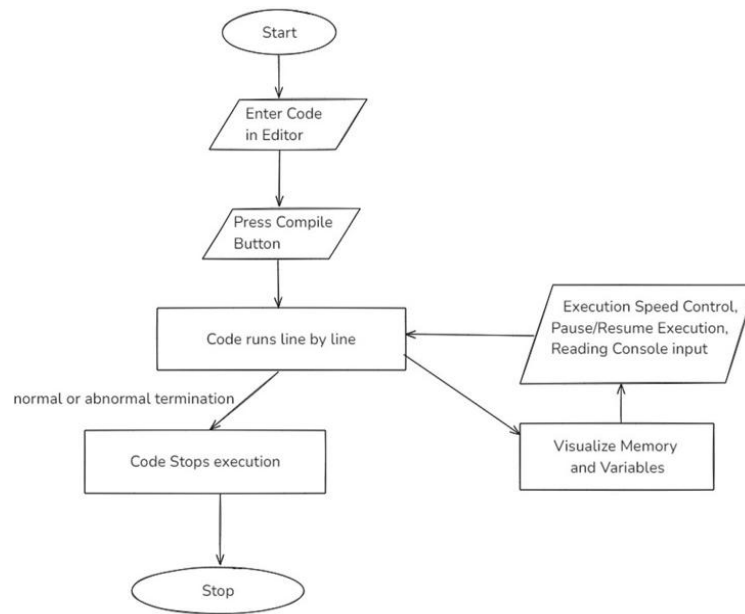 Start
Enter Code
in Editor
Press Compile
Button
Code runs line by line
Execution Speed Control,
Pause/Resume Execution,
Reading Console input
normal or abnormal termination
Code Stops execution
Visualize Memory
and Variables
Stop